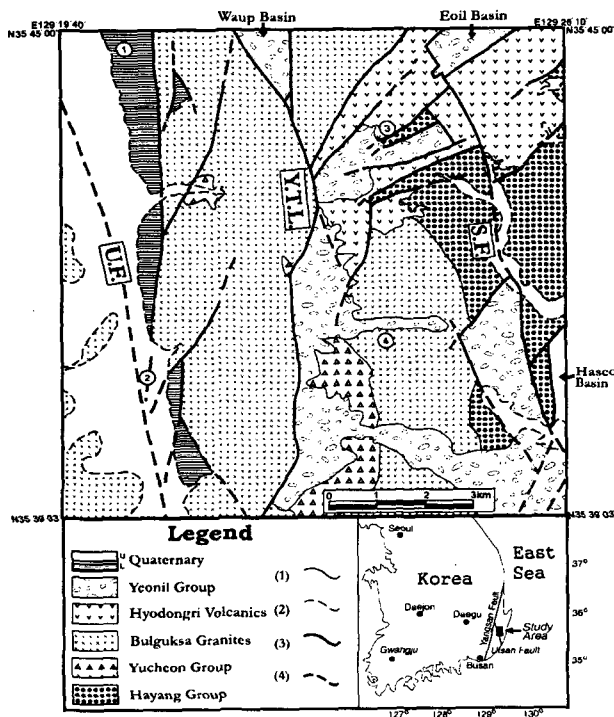 Waup Basin
Eoil Basin
E129 19'40"
E129 26'10"
N35 45'00'
N35 45'00'
1
3
Y.T.L.
S.F.
U.F.
4
2
Hasco
Basin
0 1 2 3km
N35 39'03'
N35 39'03'
Legend
U
L
Quaternary
Yeonil Group
Hyodongri Volcanics
Bulguksa Granites
Yucheon Group
Hayang Group
(1)
(2)
(3)
(4)
Seoul
East
Sea
Korea
37°
Daejon
Daegu
Yangsan Fault
36°
Study
Area
Gwangju
Ulsan Fault
Busan
35°
127°
128°
129°
130°